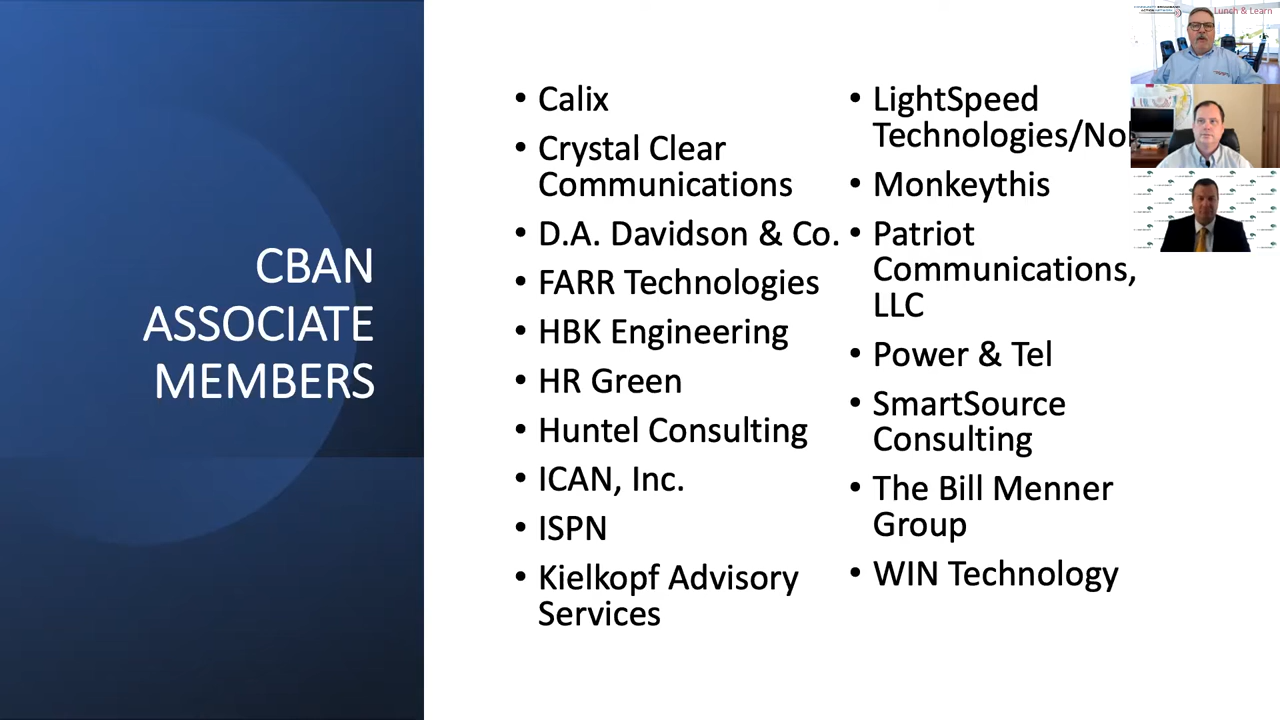 CBAN
ASSOCIATE
MEMBERS
• Calix
• Crystal Clear
Communications
• D.A. Davidson & Co.
• FARR Technologies
• HBK Engineering
• HR Green
• Huntel Consulting
• ICAN, Inc.
• ISPN
• Kielkopf Advisory
Services
• LightSpeed
Technologies/No
• Monkeythis
• Patriot
Communications,
LLC
• Power & Tel
• SmartSource
Consulting
• The Bill Menner
Group
• WIN Technology
Lunch & Learn